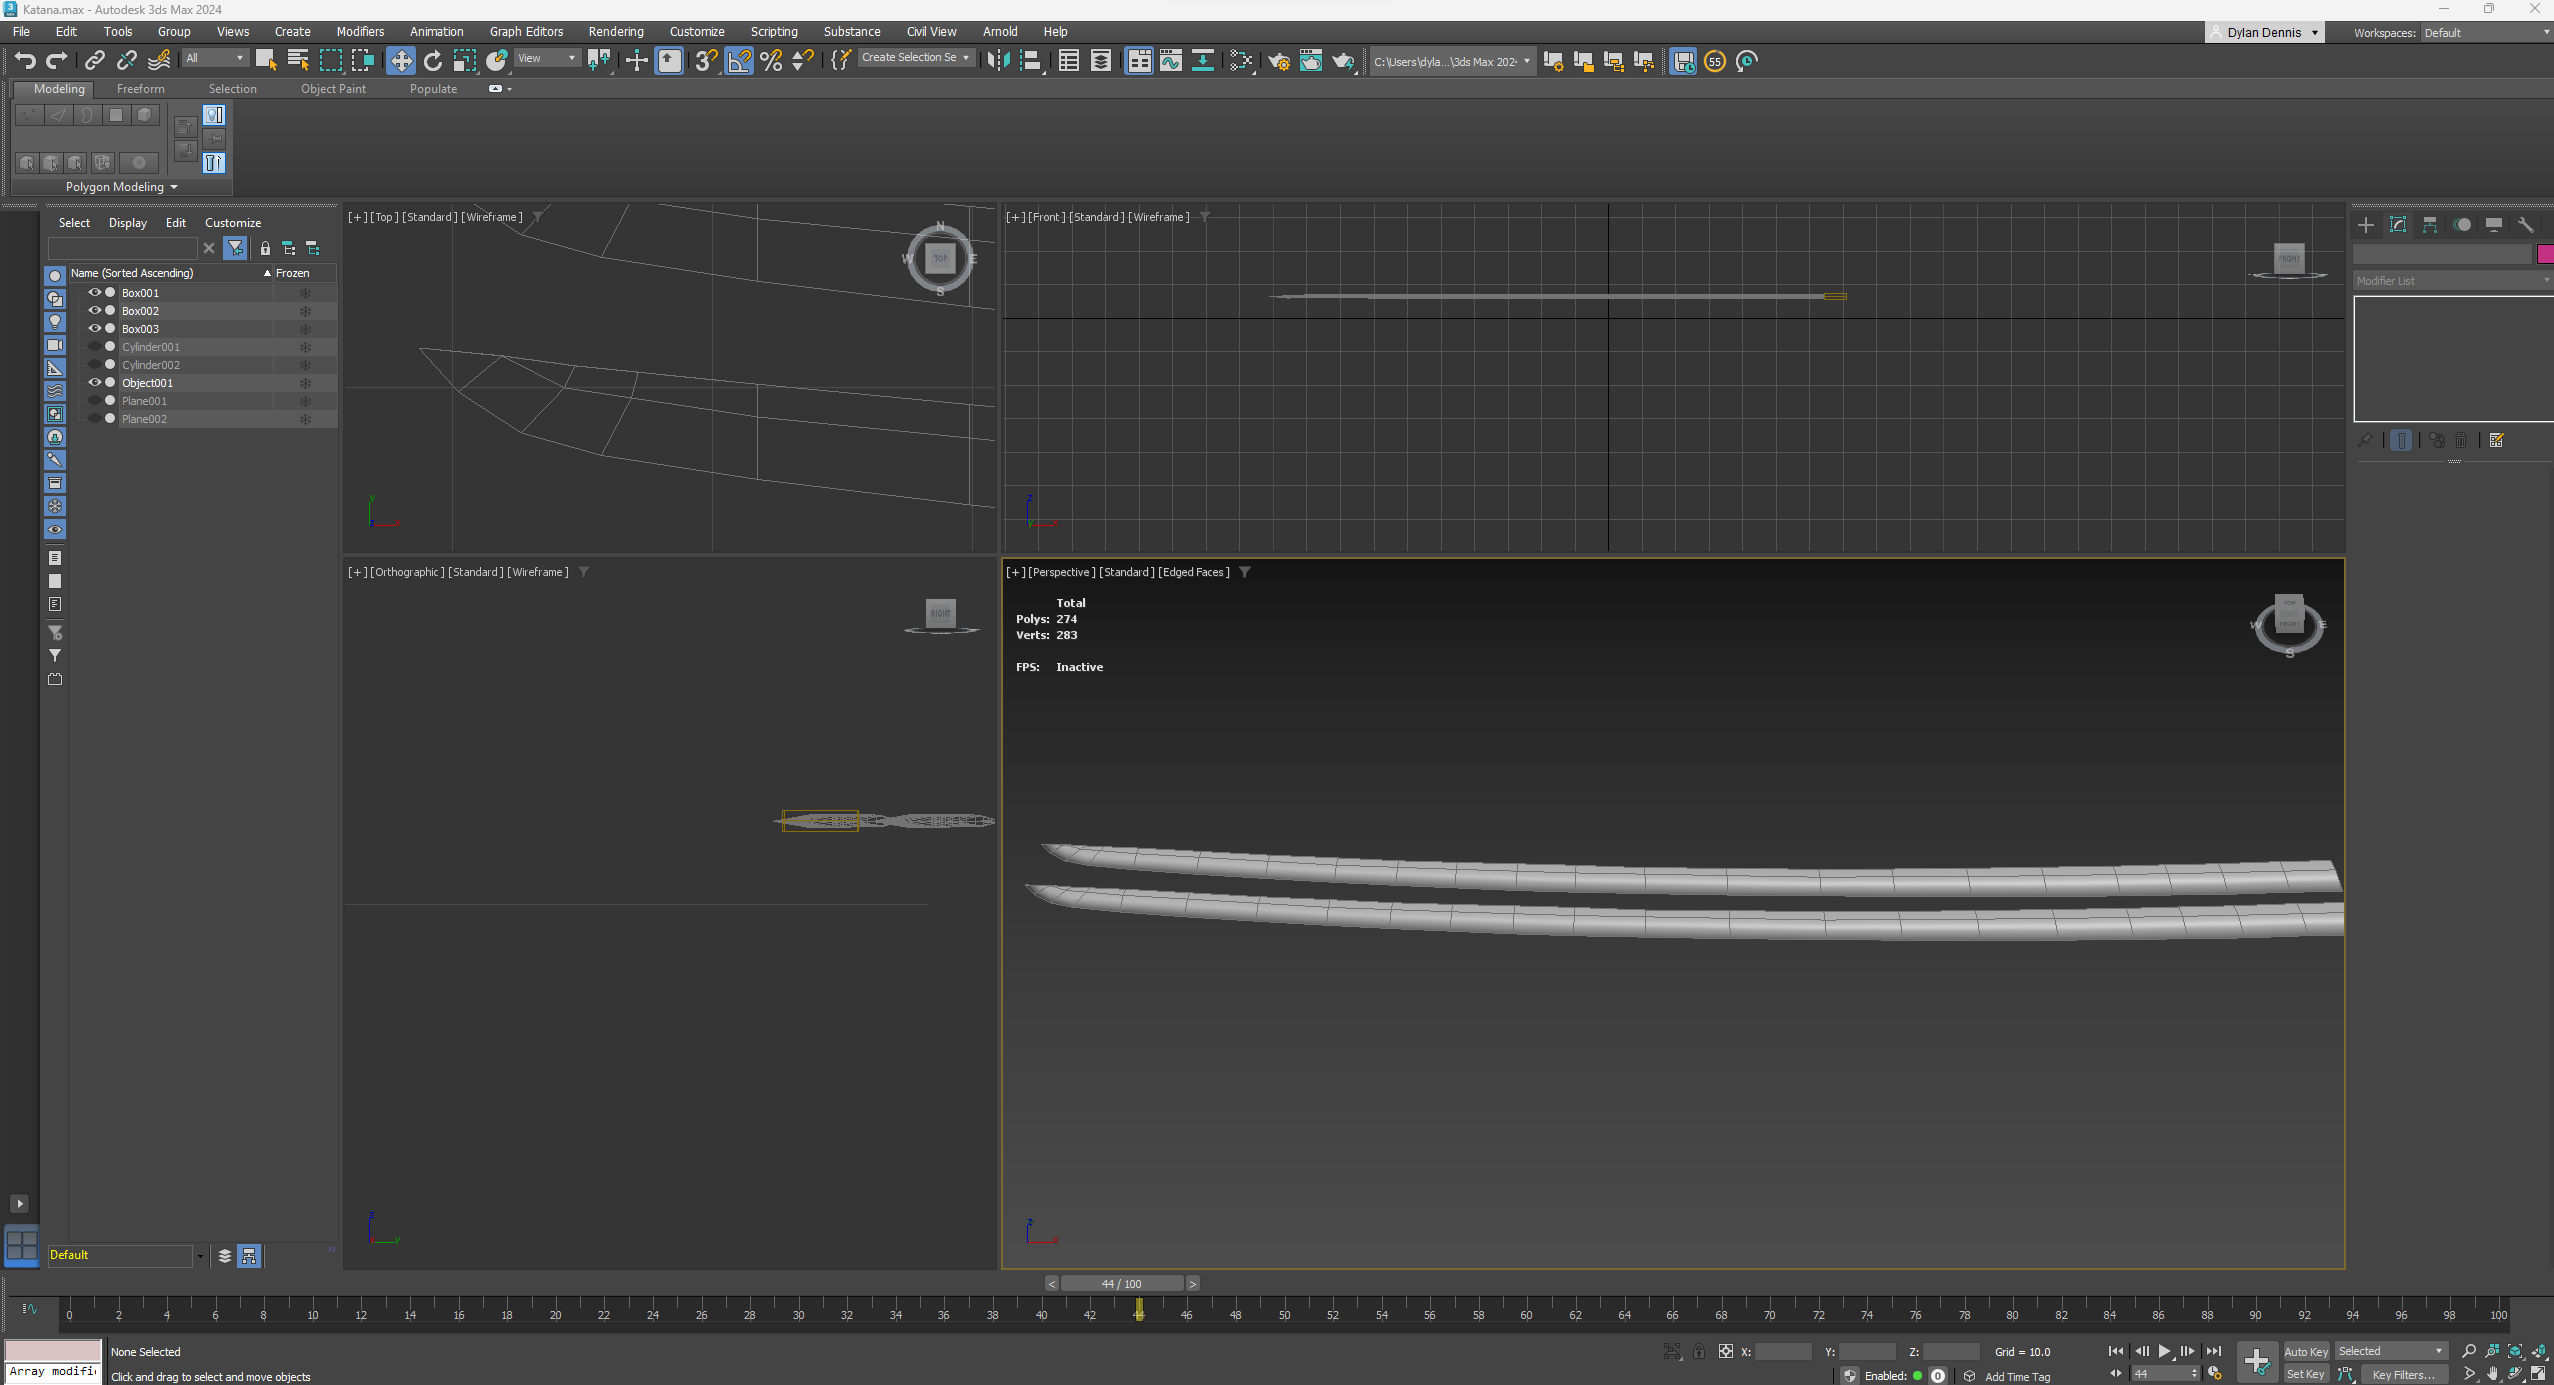 Katana.max - Autodesk 3ds Max 2024
File Edit Tools Group Views Create Modifiers Animation Graph Editors Rendering Customize Scripting Substance Civil View Arnold Help
Dylan Dennis
Workspaces: Default
All
View
Create Selection Se
C:\Users\dyla...\3ds Max 202
55
Modeling Freeform Selection Object Paint Populate
Polygon Modeling
Select Display Edit Customize
Name (Sorted Ascending) Frozen
Box001
Box002
Box003
Cylinder001
Cylinder002
Object001
Plane001
Plane002
Default
[+] [Top] [Standard] [Wireframe]
N
W TOP E
S
y
z x
[+] [Front] [Standard] [Wireframe]
FRONT
z
y x
[+] [Orthographic] [Standard] [Wireframe]
RIGHT
z
x y
[+] [Perspective] [Standard] [Edged Faces]
Total
Polys: 274
Verts: 283
FPS: Inactive
TOP
W FRONT E
S
z
x
Modifier List
< 44 / 100 >
0 2 4 6 8 10 12 14 16 18 20 22 24 26 28 30 32 34 36 38 40 42 44 46 48 50 52 54 56 58 60 62 64 66 68 70 72 74 76 78 80 82 84 86 88 90 92 94 96 98 100
None Selected
X: Y: Z: Grid = 10.0
Auto Key Selected
Array modifi
Click and drag to select and move objects
Enabled: 0 Add Time Tag
44
Set Key Key Filters...